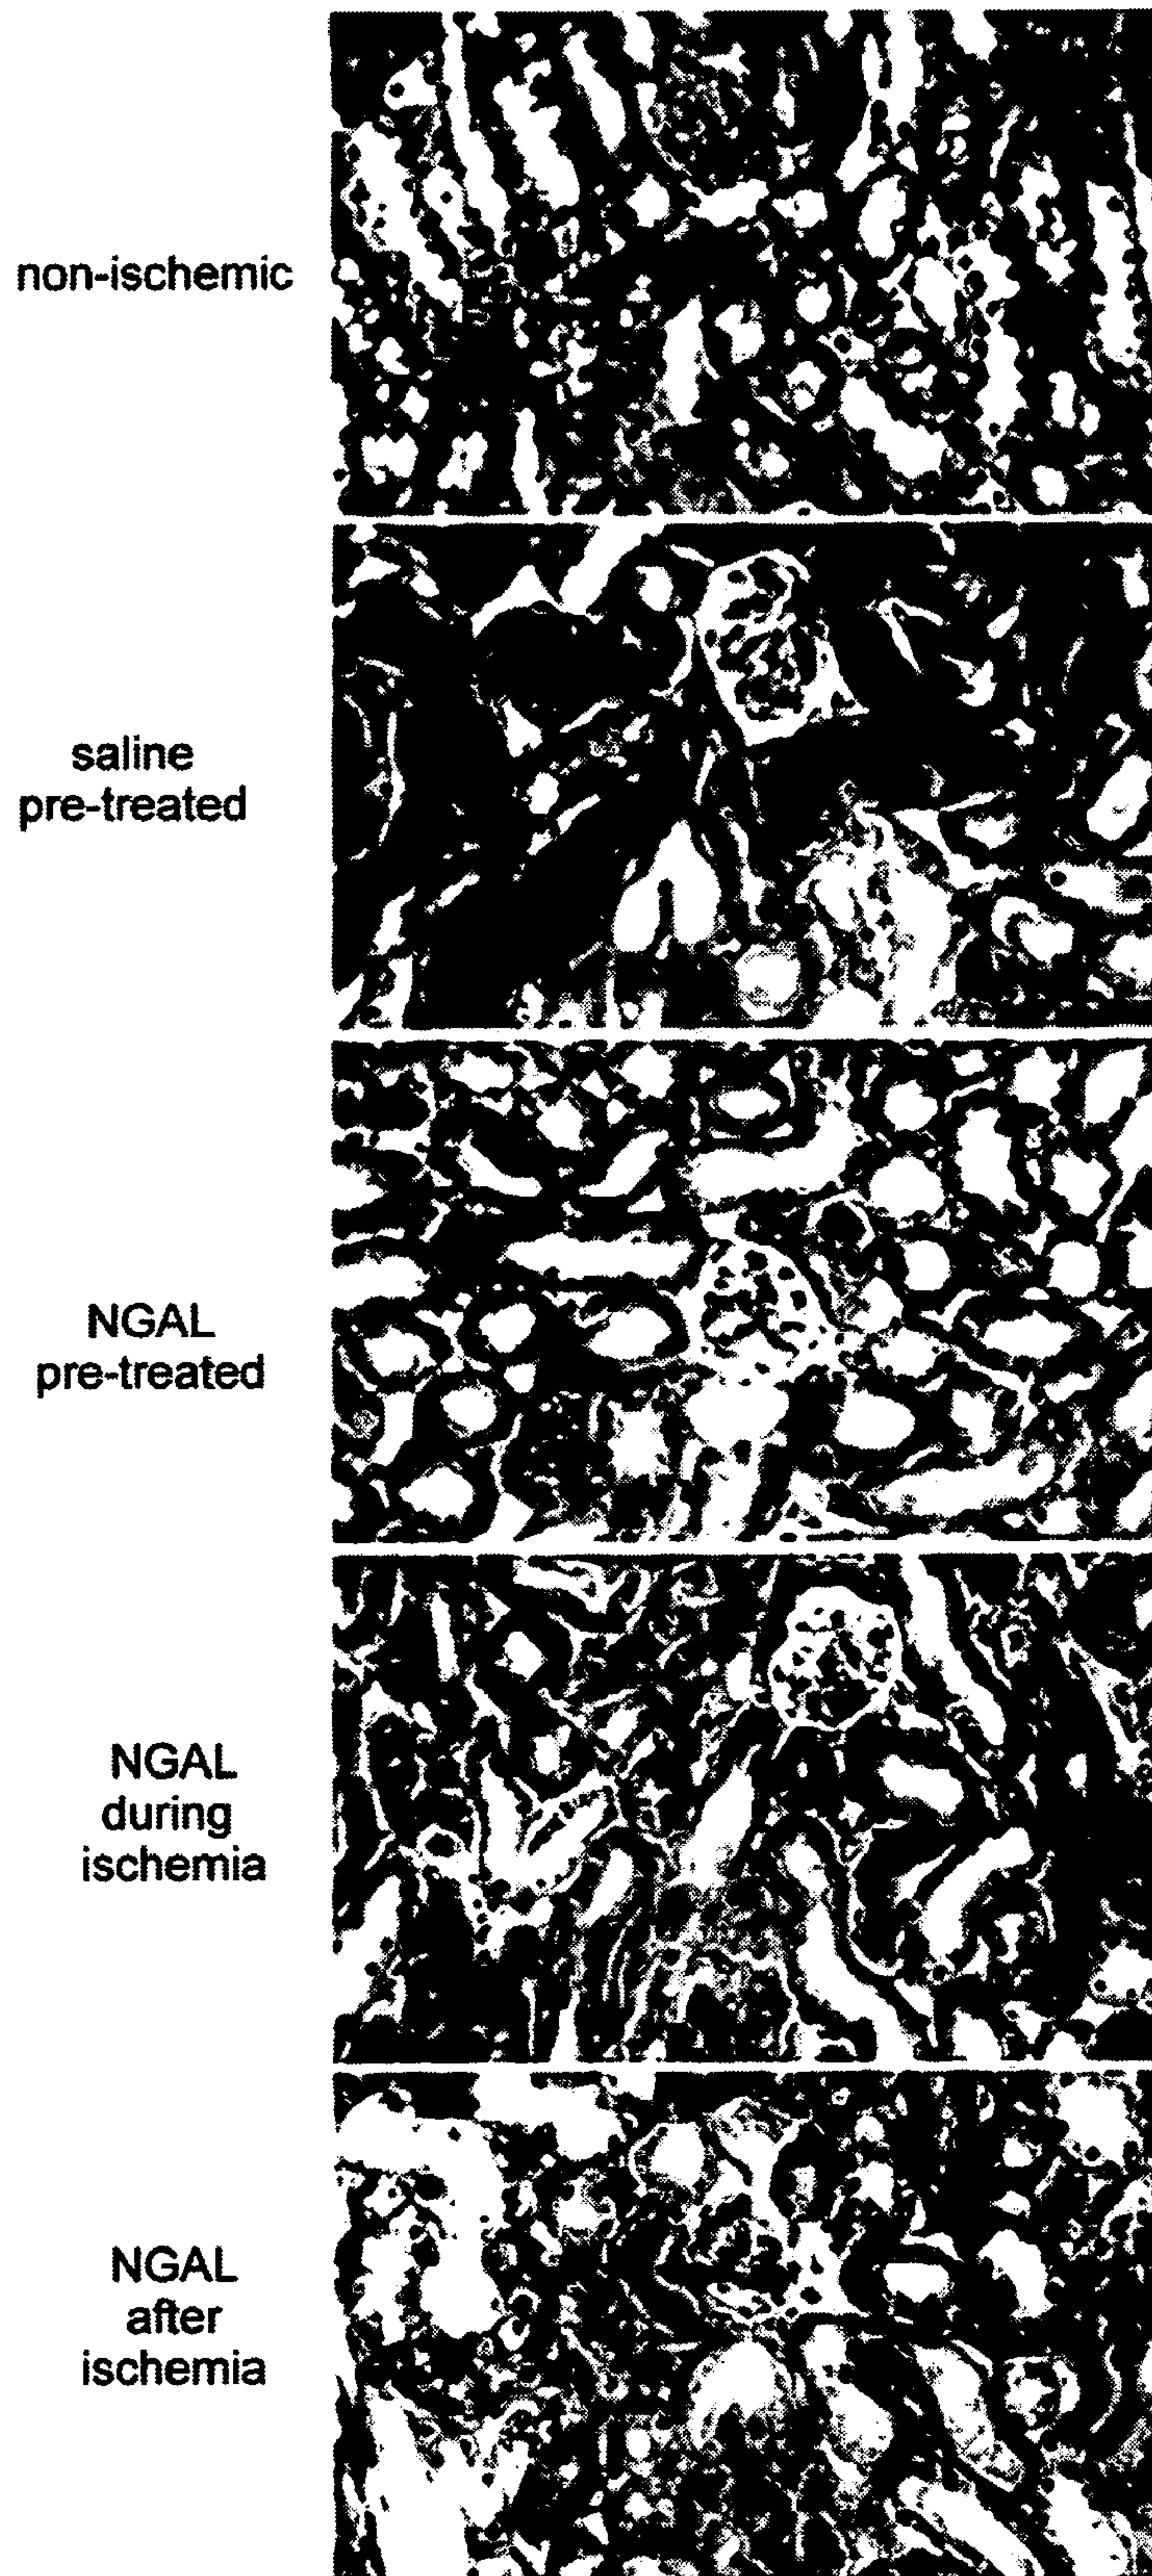 non-ischemic
saline
pre-treated
NGAL
pre-treated
NGAL
during
ischemia
NGAL
after
ischemia